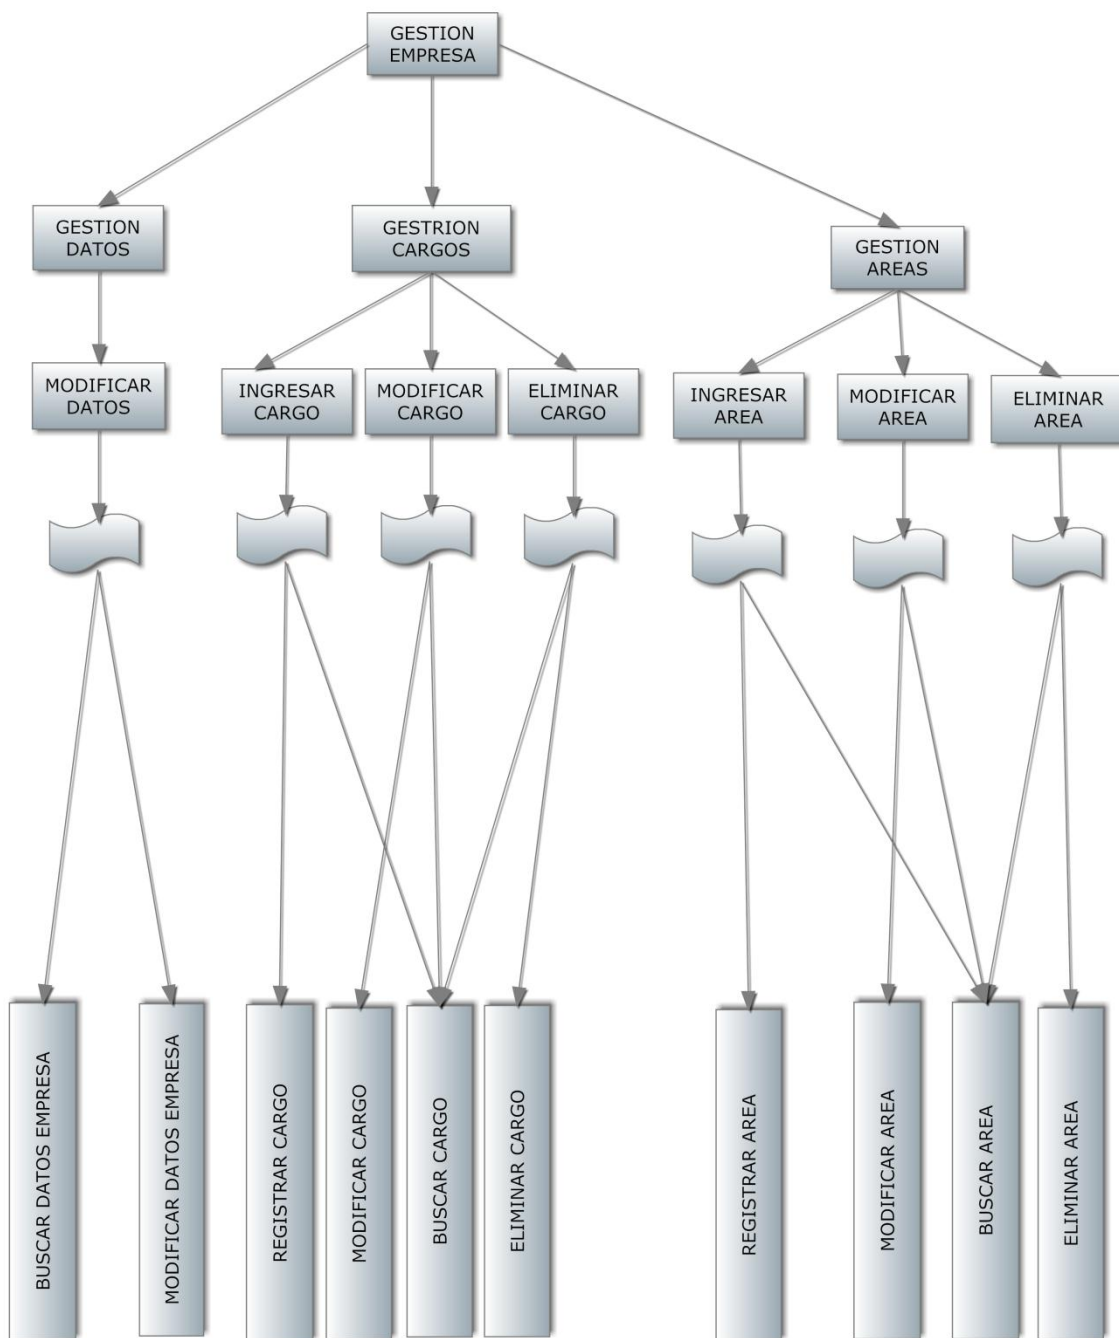 GESTION
EMPRESA
GESTION
DATOS
GESTRION
CARGOS
GESTION
AREAS
MODIFICAR
DATOS
INGRESAR
CARGO
MODIFICAR
CARGO
ELIMINAR
CARGO
INGRESAR
AREA
MODIFICAR
AREA
ELIMINAR
AREA
BUSCAR DATOS EMPRESA
MODIFICAR DATOS EMPRESA
REGISTRAR CARGO
MODIFICAR CARGO
BUSCAR CARGO
ELIMINAR CARGO
REGISTRAR AREA
MODIFICAR AREA
BUSCAR AREA
ELIMINAR AREA